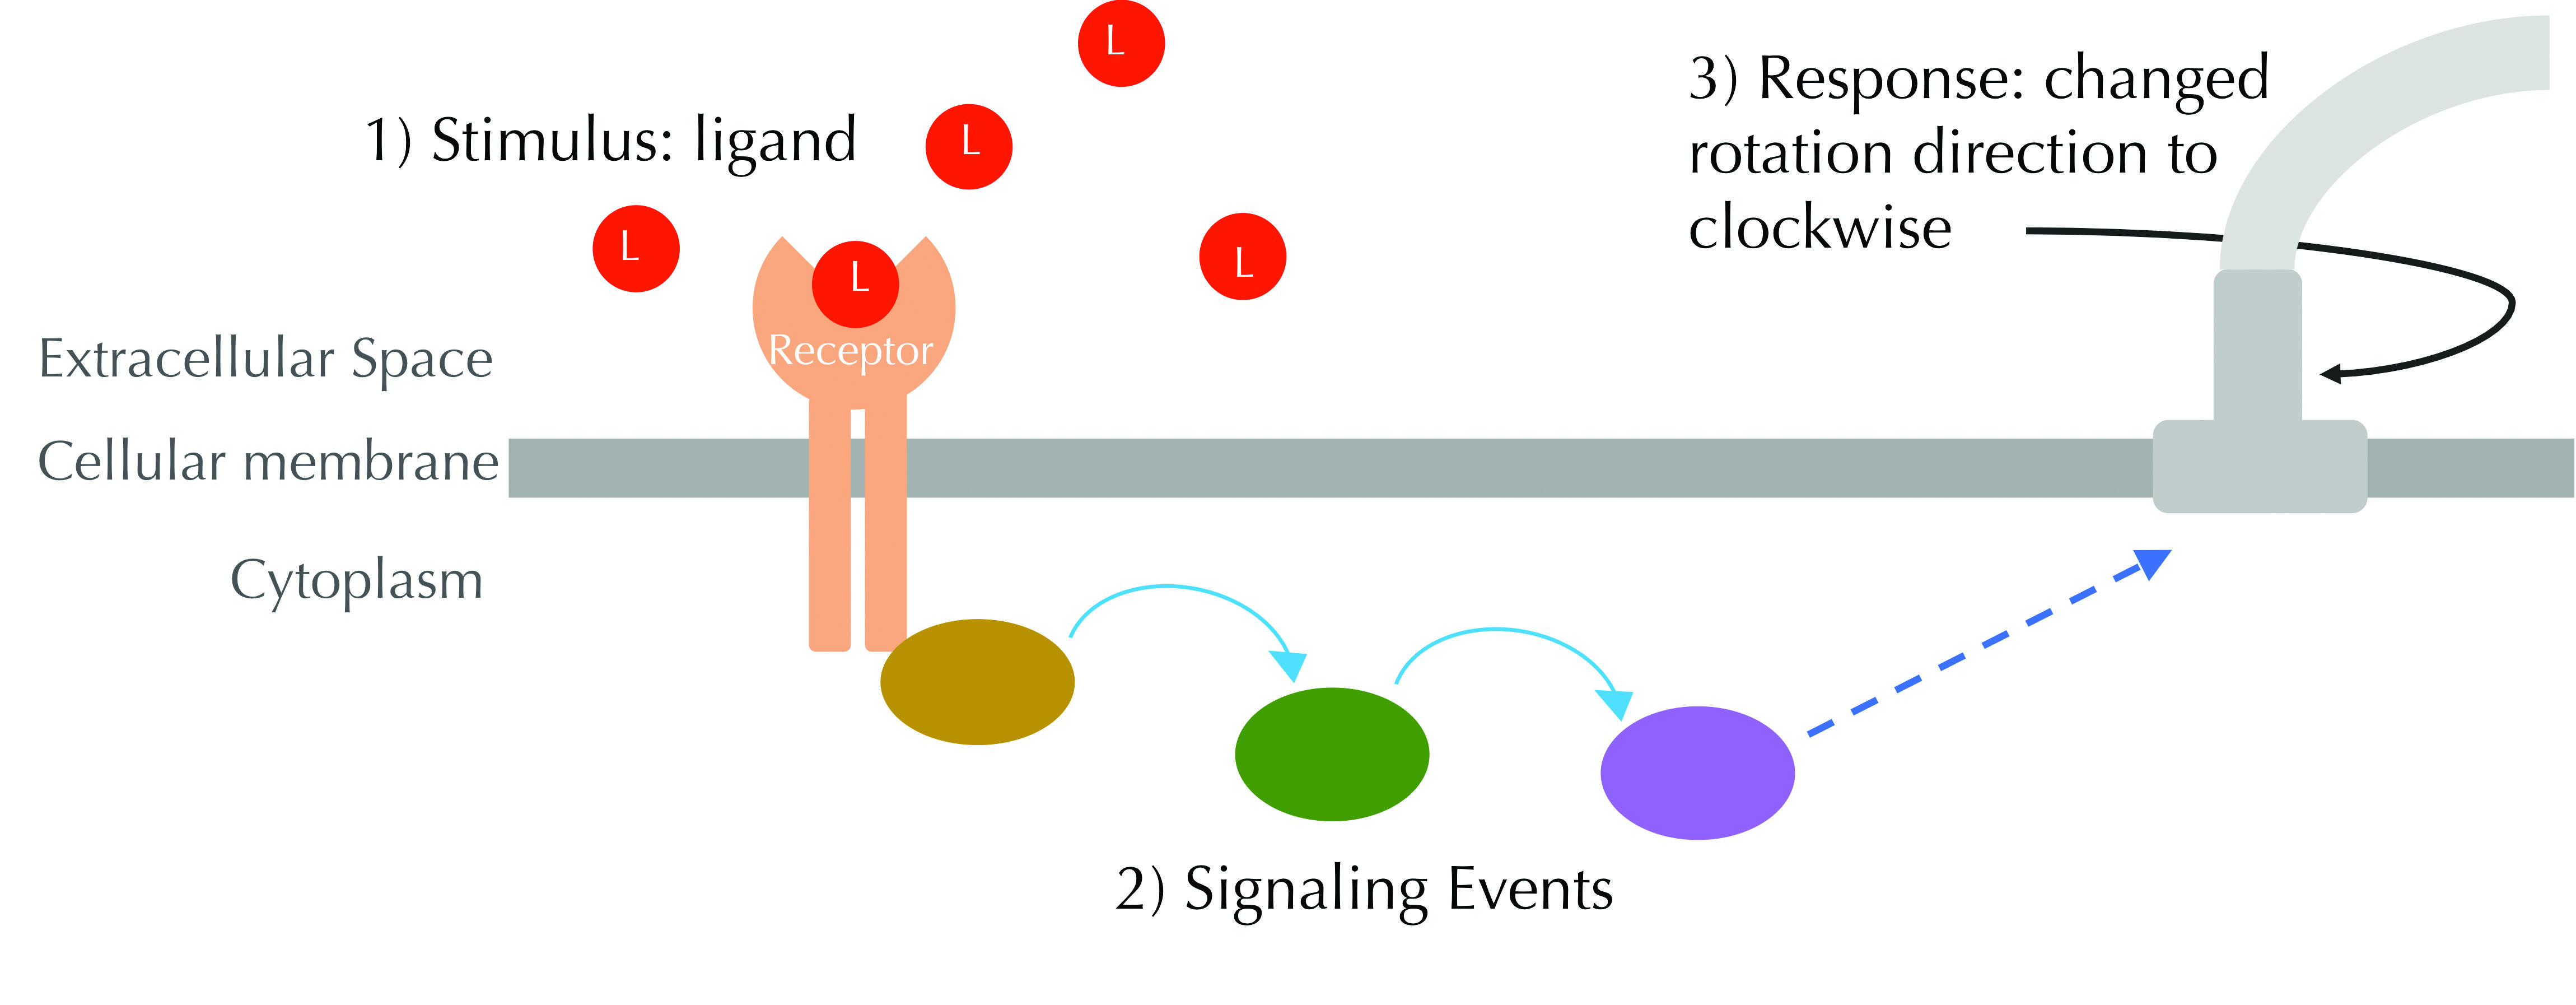 L
3) Response: changed
rotation direction to
clockwise
1) Stimulus: ligand
L
L
L
L
Receptor
Extracellular Space
Cellular membrane
Cytoplasm
2) Signaling Events